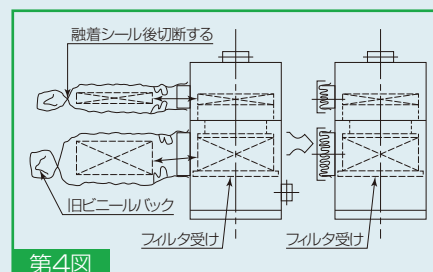 融着シール後切断する
旧ビニールバック
フィルタ受け
フィルタ受け
第4図